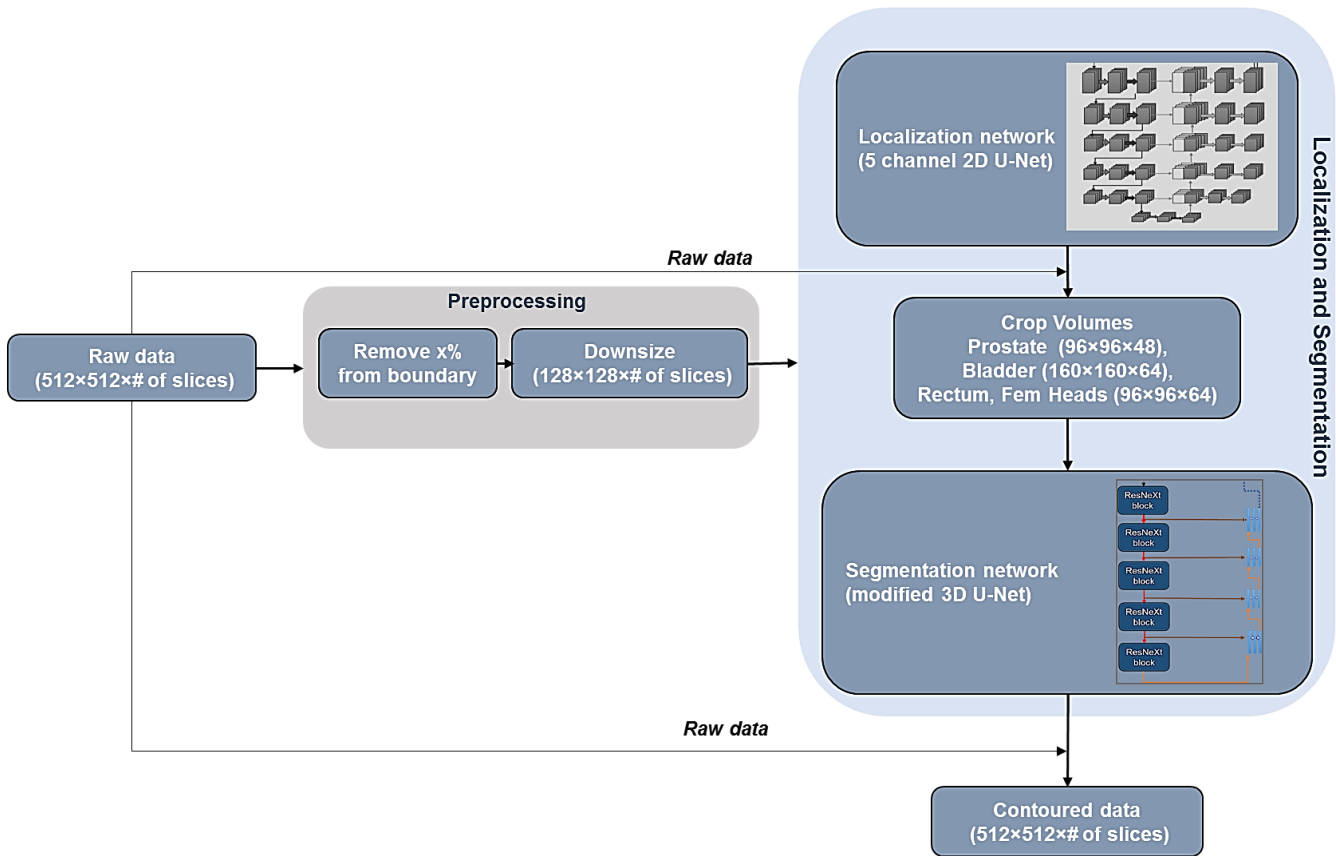 Localization network
(5 channel 2D U-Net)
Localization and Segmentation
Raw data
Preprocessing
Raw data
(512×512×# of slices)
Remove x%
from boundary
Downsize
(128×128×# of slices)
Crop Volumes
Prostate (96×96×48),
Bladder (160×160×64),
Rectum, Fem Heads (96×96×64)
Segmentation network
(modified 3D U-Net)
ResNeXt
block
ResNeXt
block
ResNeXt
block
ResNeXt
block
ResNeXt
block
Raw data
Contoured data
(512×512×# of slices)